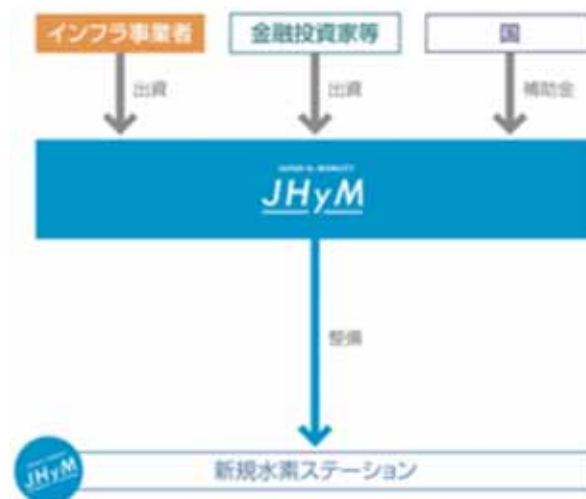 インフラ事業者
金融投資家等
国
出資
出資
補助金
JAPAN H₂ MOBILITY
JHyM
整備
JHyM
新規水素ステーション